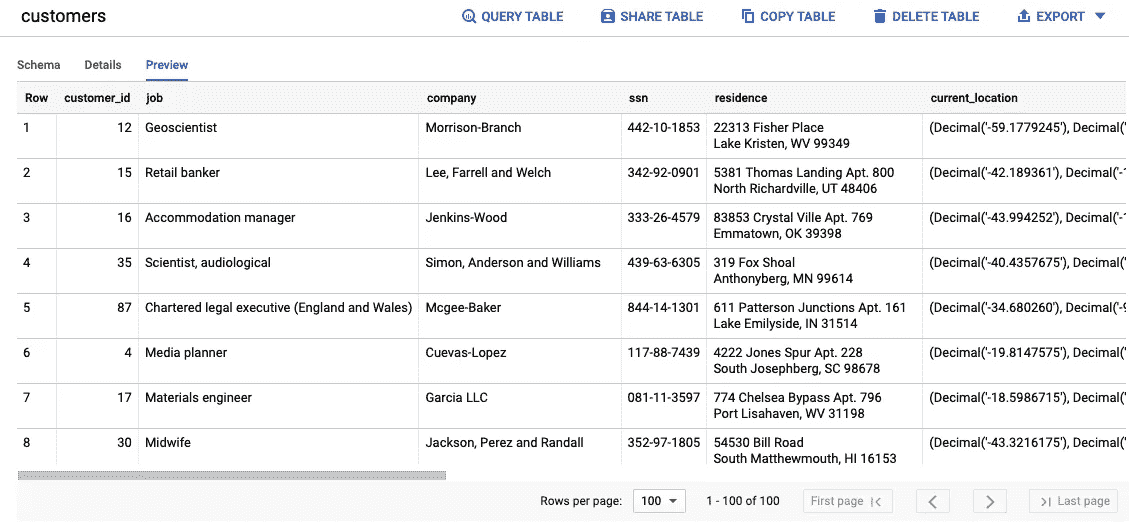 customers QUERY TABLE SHARE TABLE COPY TABLE DELETE TABLE EXPORT
Schema Details Preview
Row customer_id job company ssn residence current_location
1 12 Geoscientist Morrison-Branch 442-10-1853 22313 Fisher Place (Decimal('-59.1779245'), Decimal('
Lake Kristen, WV 99349
2 15 Retail banker Lee, Farrell and Welch 342-92-0901 5381 Thomas Landing Apt. 800 (Decimal('-42.189361'), Decimal('-1
North Richardville, UT 48406
3 16 Accommodation manager Jenkins-Wood 333-26-4579 83853 Crystal Ville Apt. 769 (Decimal('-43.994252'), Decimal('-1
Emmatown, OK 39398
4 35 Scientist, audiological Simon, Anderson and Williams 439-63-6305 319 Fox Shoal (Decimal('-40.4357675'), Decimal('
Anthonyberg, MN 99614
5 87 Chartered legal executive (England and Wales) Mcgee-Baker 844-14-1301 611 Patterson Junctions Apt. 161 (Decimal('-34.680260'), Decimal('-9
Lake Emilyside, IN 31514
6 4 Media planner Cuevas-Lopez 117-88-7439 4222 Jones Spur Apt. 228 (Decimal('-19.8147575'), Decimal('
South Josephberg, SC 98678
7 17 Materials engineer Garcia LLC 081-11-3597 774 Chelsea Bypass Apt. 796 (Decimal('-18.5986715'), Decimal('
Port Lisahaven, WV 31198
8 30 Midwife Jackson, Perez and Randall 352-97-1805 54530 Bill Road (Decimal('-43.3216175'), Decimal('
South Matthewmouth, HI 16153
Rows per page: 100 1 - 100 of 100 First page Last page